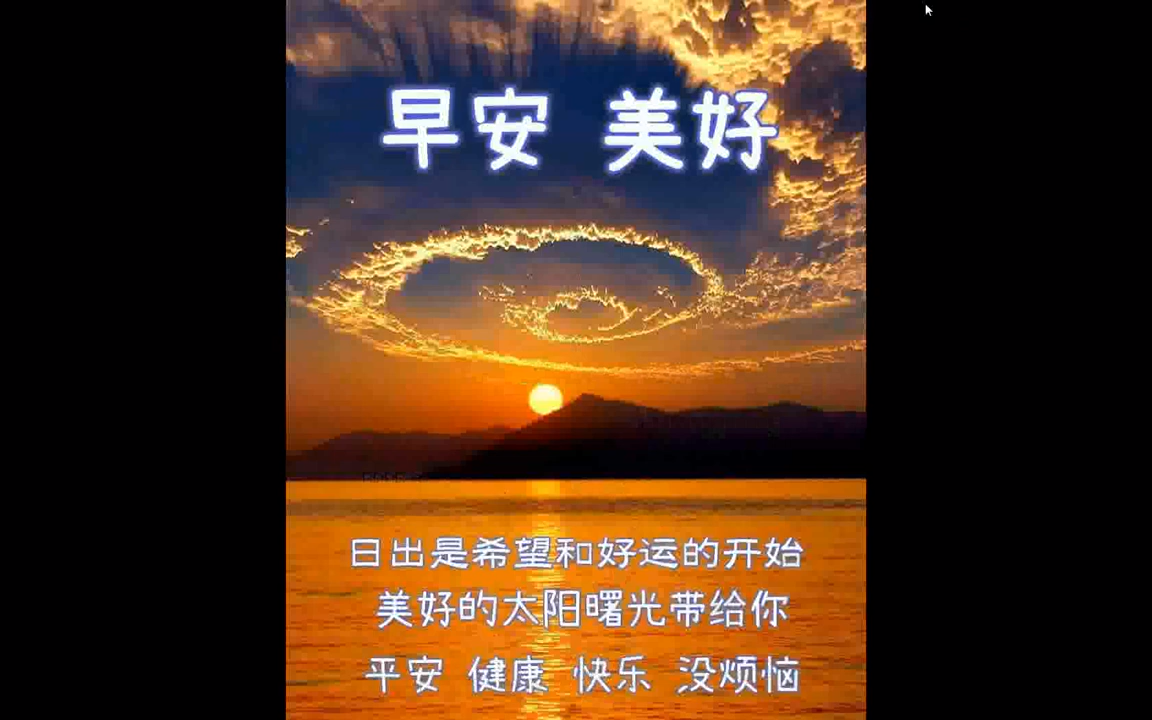 早安 美好
日出是希望和好运的开始
美好的太阳曙光带给你
平安 健康 快乐 没烦恼